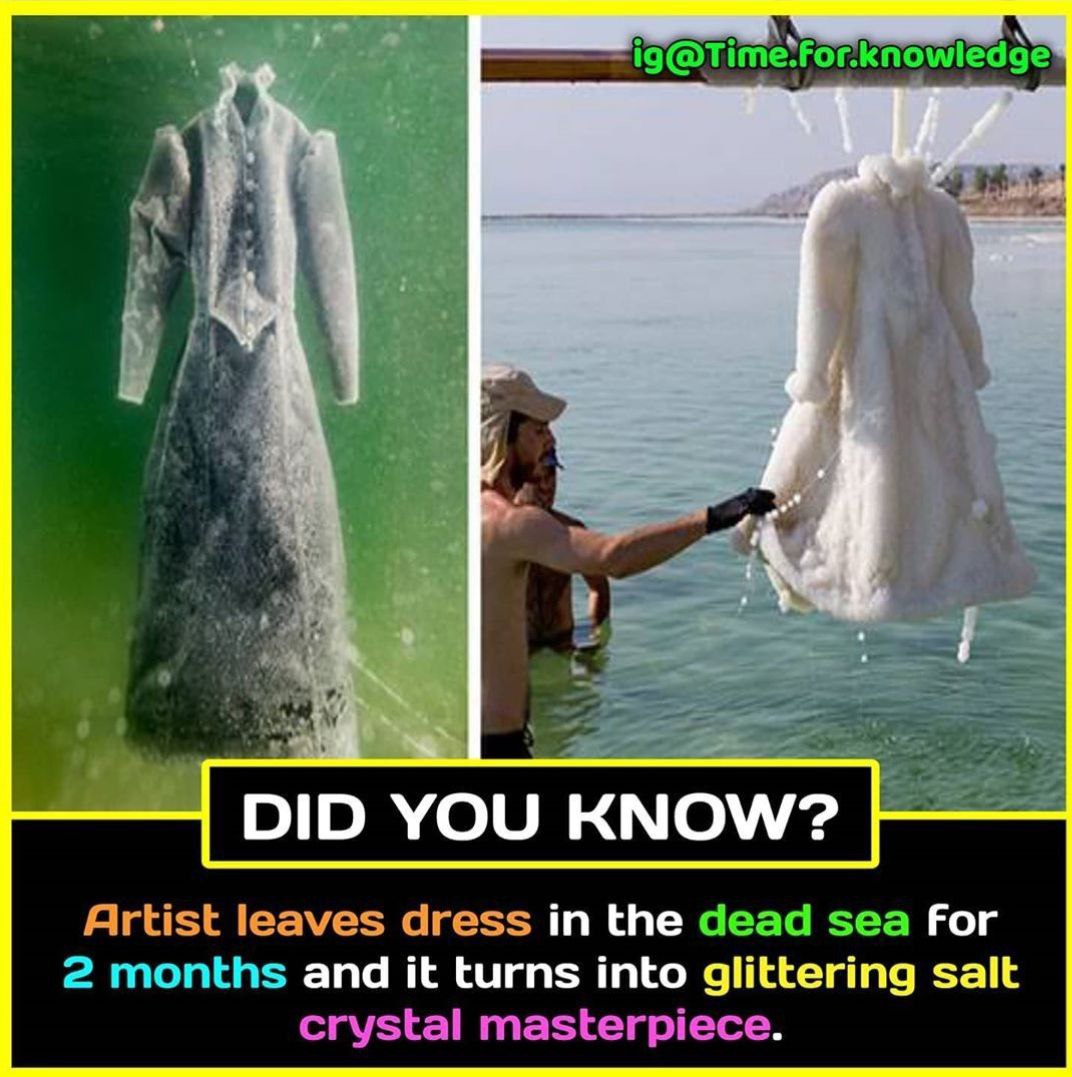 ig@Time.for.knowledge
DID YOU KNOW?
Artist leaves dress in the dead sea for
2 months and it turns into glittering salt
crystal masterpiece.